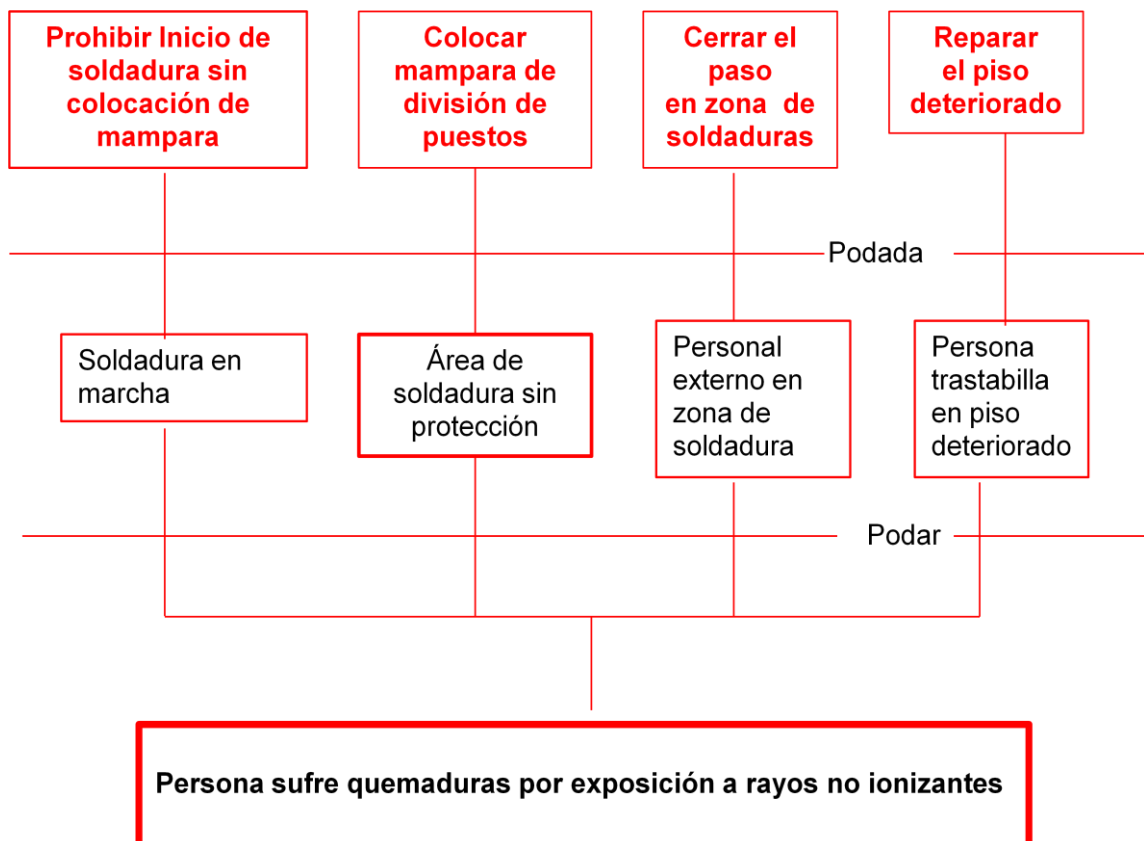 Prohibir Inicio de
soldadura sin
colocación de
mampara
Colocar
mampara de
división de
puestos
Cerrar el
paso
en zona de
soldaduras
Reparar
el piso
deteriorado
Podada
Soldadura en
marcha
Área de
soldadura sin
protección
Personal
externo en
zona de
soldadura
Persona
trastabilla
en piso
deteriorado
Podar
Persona sufre quemaduras por exposición a rayos no ionizantes